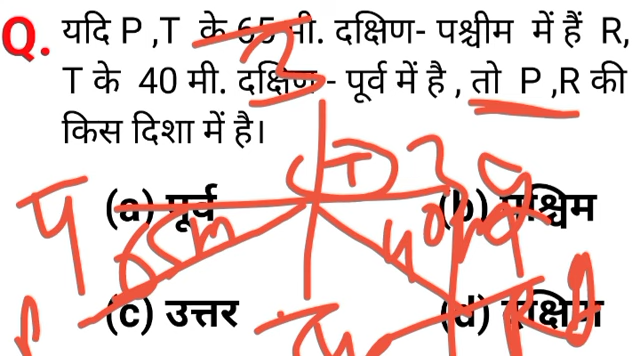 Q. यदि P ,T के 65 मी. दक्षिण- पश्चीम में हैं R,
T के 40 मी. दक्षिण - पूर्व में है , तो P ,R की
किस दिशा में है।
(a) पूर्व (b) पश्चिम
(c) उत्तर (d) दक्षिण